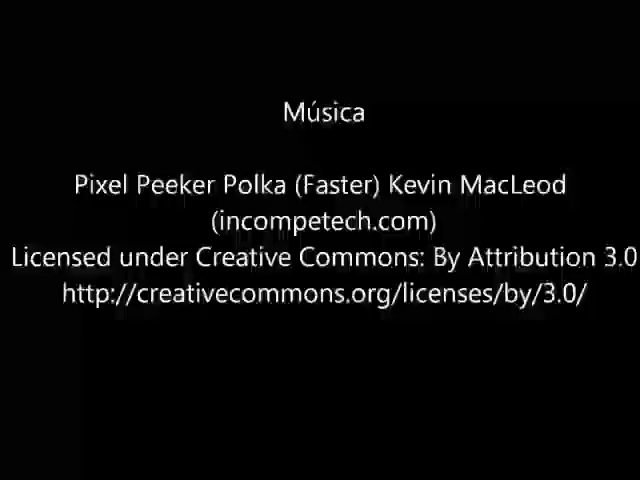 Música
Pixel Peeker Polka (Faster) Kevin MacLeod
(incompetech.com)
Licensed under Creative Commons: By Attribution 3.0
http://creativecommons.org/licenses/by/3.0/